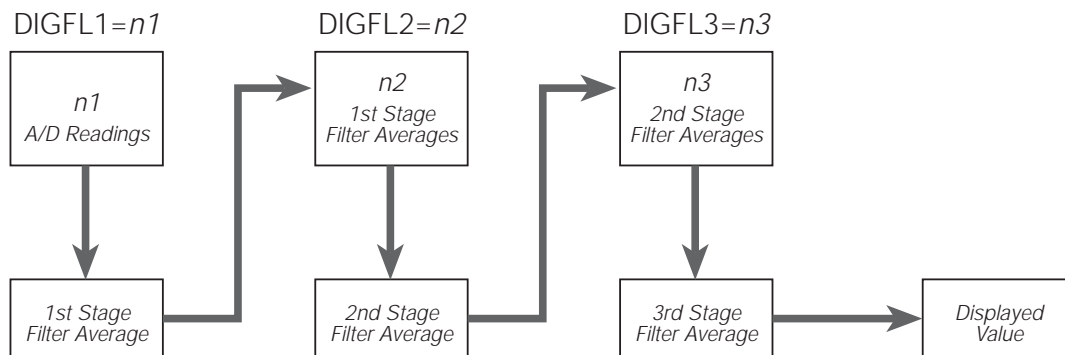 DIGFL1=n1
DIGFL2=n2
DIGFL3=n3
n1
A/D Readings
n2
1st Stage
Filter Averages
n3
2nd Stage
Filter Averages
1st Stage
Filter Average
2nd Stage
Filter Average
3rd Stage
Filter Average
Displayed
Value